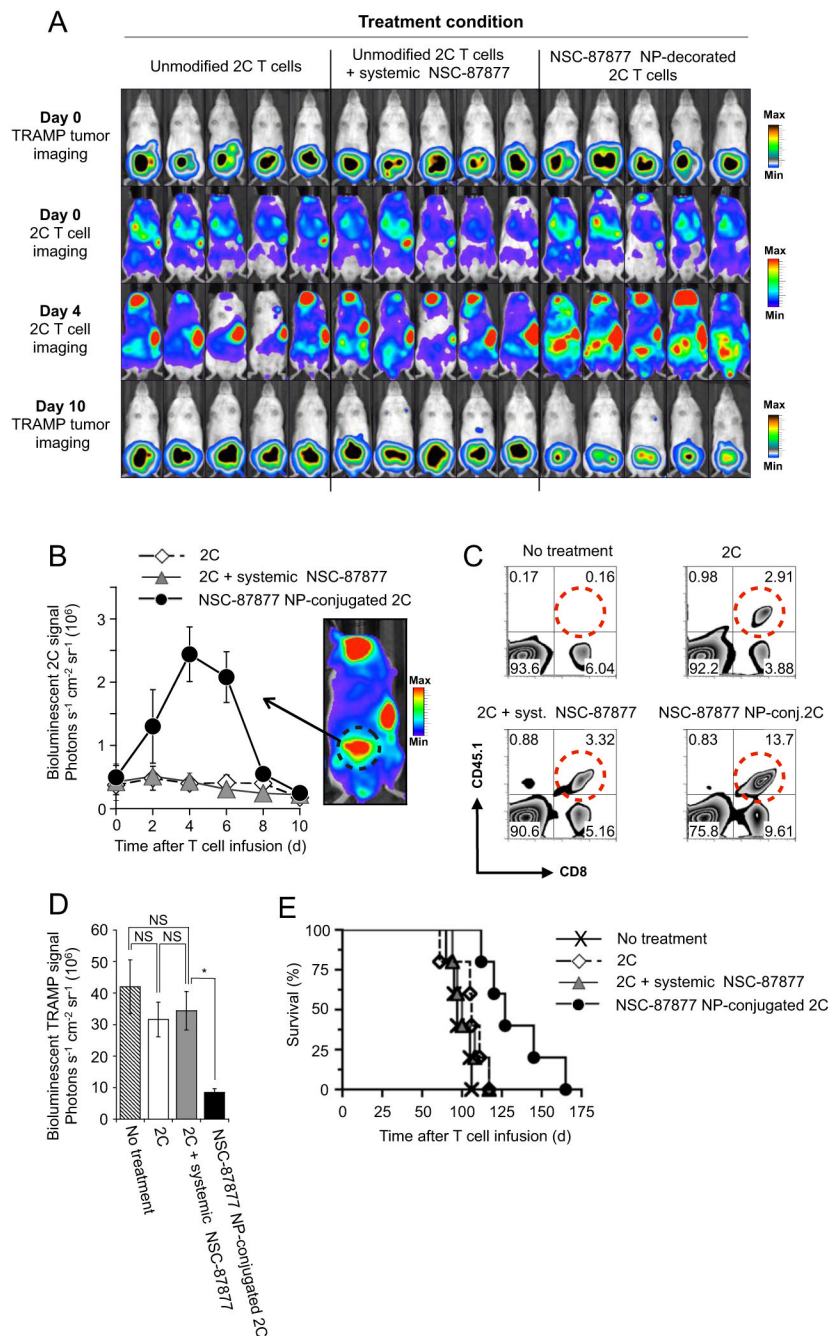 A
Treatment condition
Unmodified 2C T cells
Unmodified 2C T cells
+ systemic NSC-87877
NSC-87877 NP-decorated
2C T cells
Day 0
TRAMP tumor
imaging
Max
Min
Day 0
2C T cell
imaging
Day 4
2C T cell
imaging
Max
Min
Day 10
TRAMP tumor
imaging
Max
Min
B
2C
2C + systemic NSC-87877
NSC-87877 NP-conjugated 2C
Bioluminescent 2C signal
Photons s⁻¹ cm⁻² sr⁻¹ (10⁶)
3
2
1
0
0 2 4 6 8 10
Time after T cell infusion (d)
Max
Min
C
No treatment
0.17 0.16
93.6 6.04
2C
0.98 2.91
92.2 3.88
2C + syst. NSC-87877
0.88 3.32
90.6 5.16
NSC-87877 NP-conj.2C
0.83 13.7
75.8 9.61
CD45.1
CD8
D
Bioluminescent TRAMP signal
Photons s⁻¹ cm⁻² sr⁻¹ (10⁶)
60
50
40
30
20
10
0
NS
NS NS
*
No treatment
2C
2C + systemic NSC-87877
NSC-87877 NP-conjugated 2C
E
Survival (%)
100
75
50
25
0
0 25 50 75 100 125 150 175
Time after T cell infusion (d)
No treatment
2C
2C + systemic NSC-87877
NSC-87877 NP-conjugated 2C